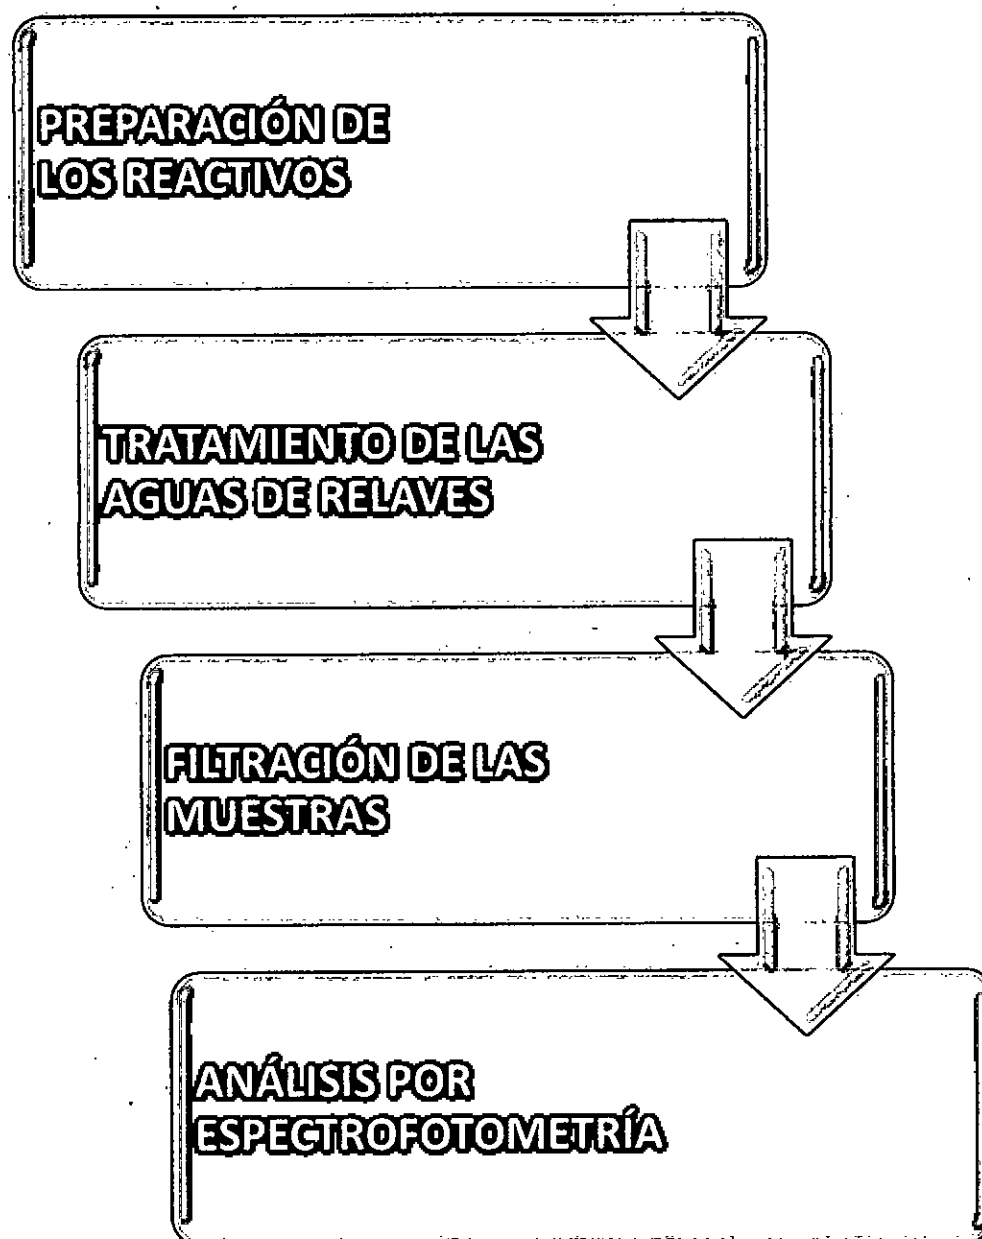 PREPARACIÓN DE
LOS REACTIVOS
TRATAMIENTO DE LAS
AGUAS DE RELAVES
FILTRACIÓN DE LAS
MUESTRAS
ANÁLISIS POR
ESPECTROFOTOMETRÍA